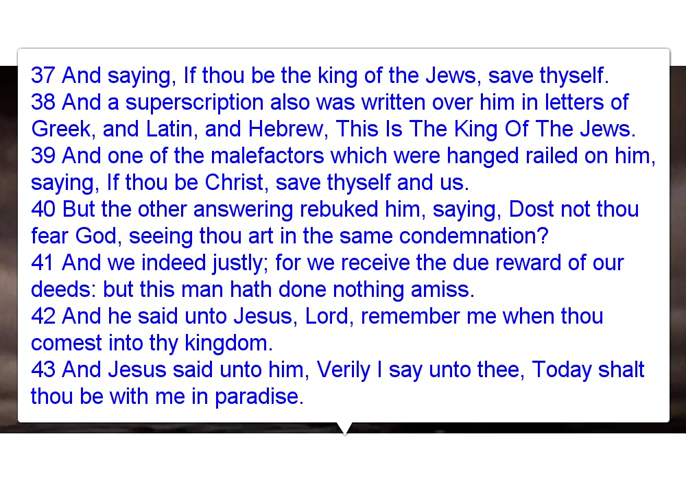 37 And saying, If thou be the king of the Jews, save thyself.
38 And a superscription also was written over him in letters of
Greek, and Latin, and Hebrew, This Is The King Of The Jews.
39 And one of the malefactors which were hanged railed on him,
saying, If thou be Christ, save thyself and us.
40 But the other answering rebuked him, saying, Dost not thou
fear God, seeing thou art in the same condemnation?
41 And we indeed justly; for we receive the due reward of our
deeds: but this man hath done nothing amiss.
42 And he said unto Jesus, Lord, remember me when thou
comest into thy kingdom.
43 And Jesus said unto him, Verily I say unto thee, Today shalt
thou be with me in paradise.